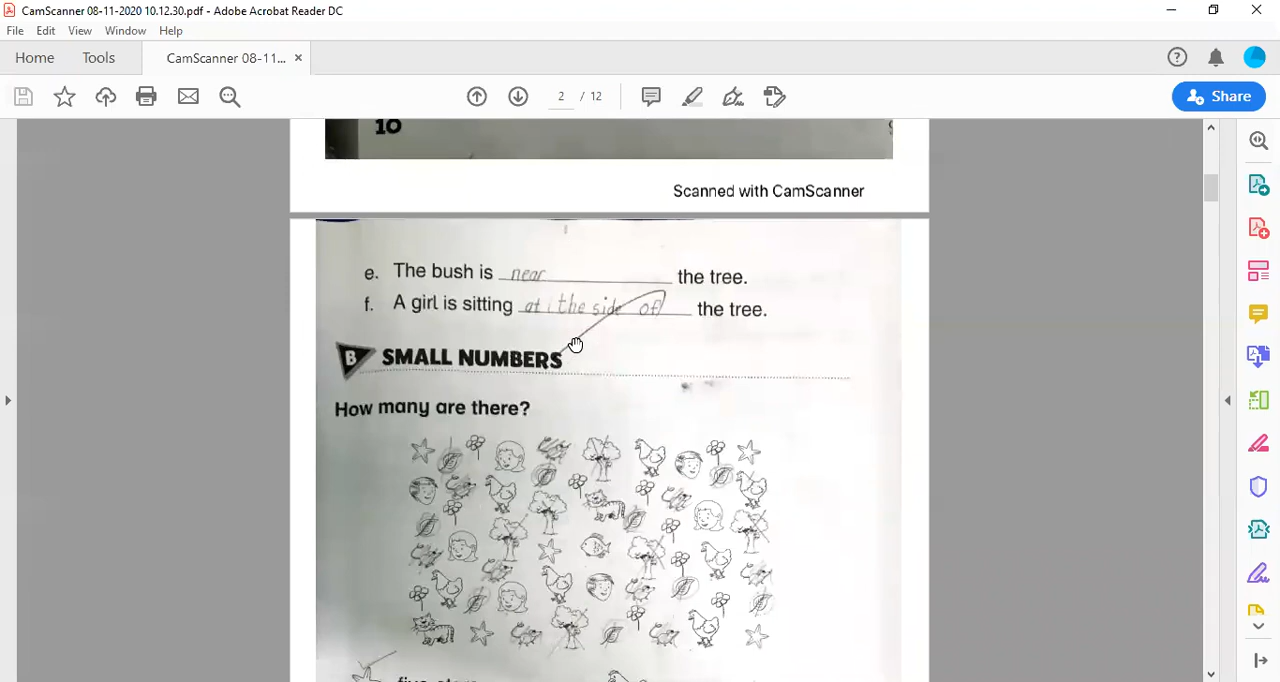 CamScanner 08-11-2020 10.12.30.pdf - Adobe Acrobat Reader DC
File Edit View Window Help
Home Tools CamScanner 08-11... ×
2 / 12
Share
10
Scanned with CamScanner
e. The bush is near the tree.
f. A girl is sitting at the side of the tree.
B SMALL NUMBERS
How many are there?
five stars